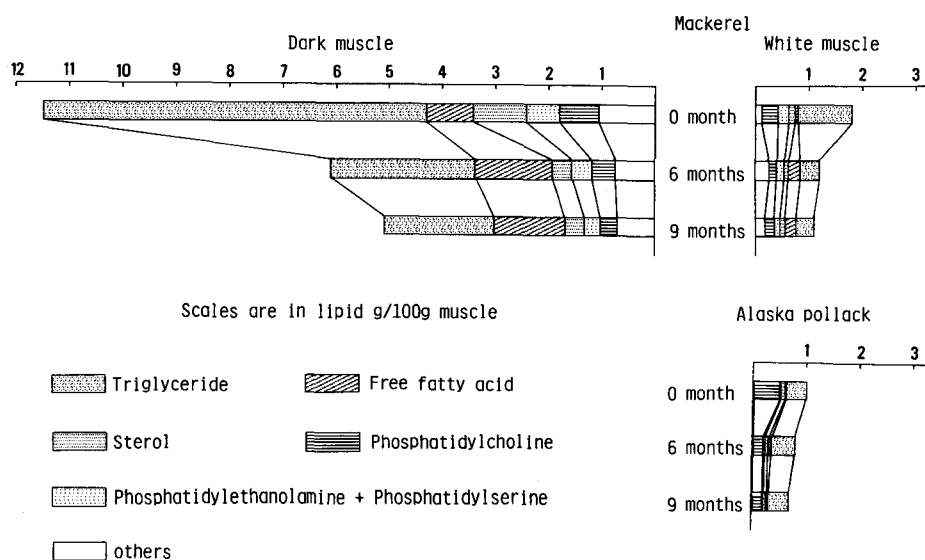 Mackerel
Dark muscle
White muscle
12 11 10 9 8 7 6 5 4 3 2 1
1 2 3
0 month
6 months
9 months
Scales are in lipid g/100g muscle
Alaska pollack
1 2 3
Triglyceride
Free fatty acid
Sterol
Phosphatidylcholine
Phosphatidylethanolamine + Phosphatidylserine
others
0 month
6 months
9 months